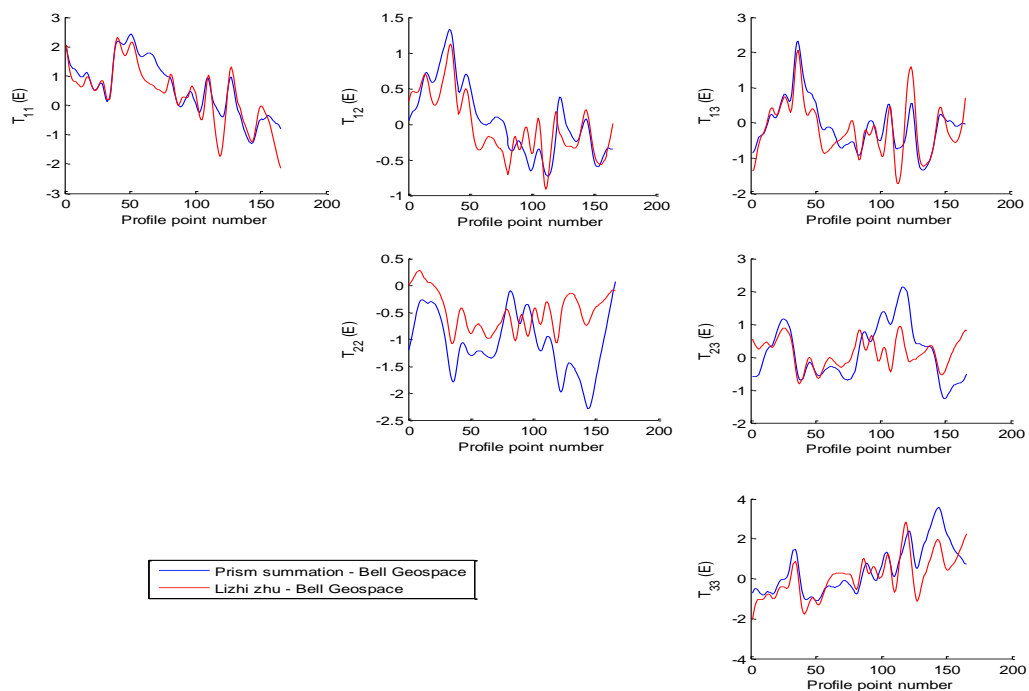 3
2
1
0
-1
-2
-3
0 50 100 150 200
T11 (E)
Profile point number
1.5
1
0.5
0
-0.5
-1
0 50 100 150 200
T12 (E)
Profile point number
3
2
1
0
-1
-2
0 50 100 150 200
T13 (E)
Profile point number
0.5
0
-0.5
-1
-1.5
-2
-2.5
0 50 100 150 200
T22 (E)
Profile point number
3
2
1
0
-1
-2
0 50 100 150 200
T23 (E)
Profile point number
4
2
0
-2
-4
0 50 100 150 200
T33 (E)
Profile point number
Prism summation - Bell Geospace
Lizhi zhu - Bell Geospace